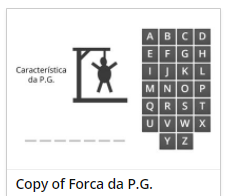 Característica
da P.G.
A B C D
E F G H
I J K L
M N O P
Q R S T
U V W X
Y Z
Copy of Forca da P.G.